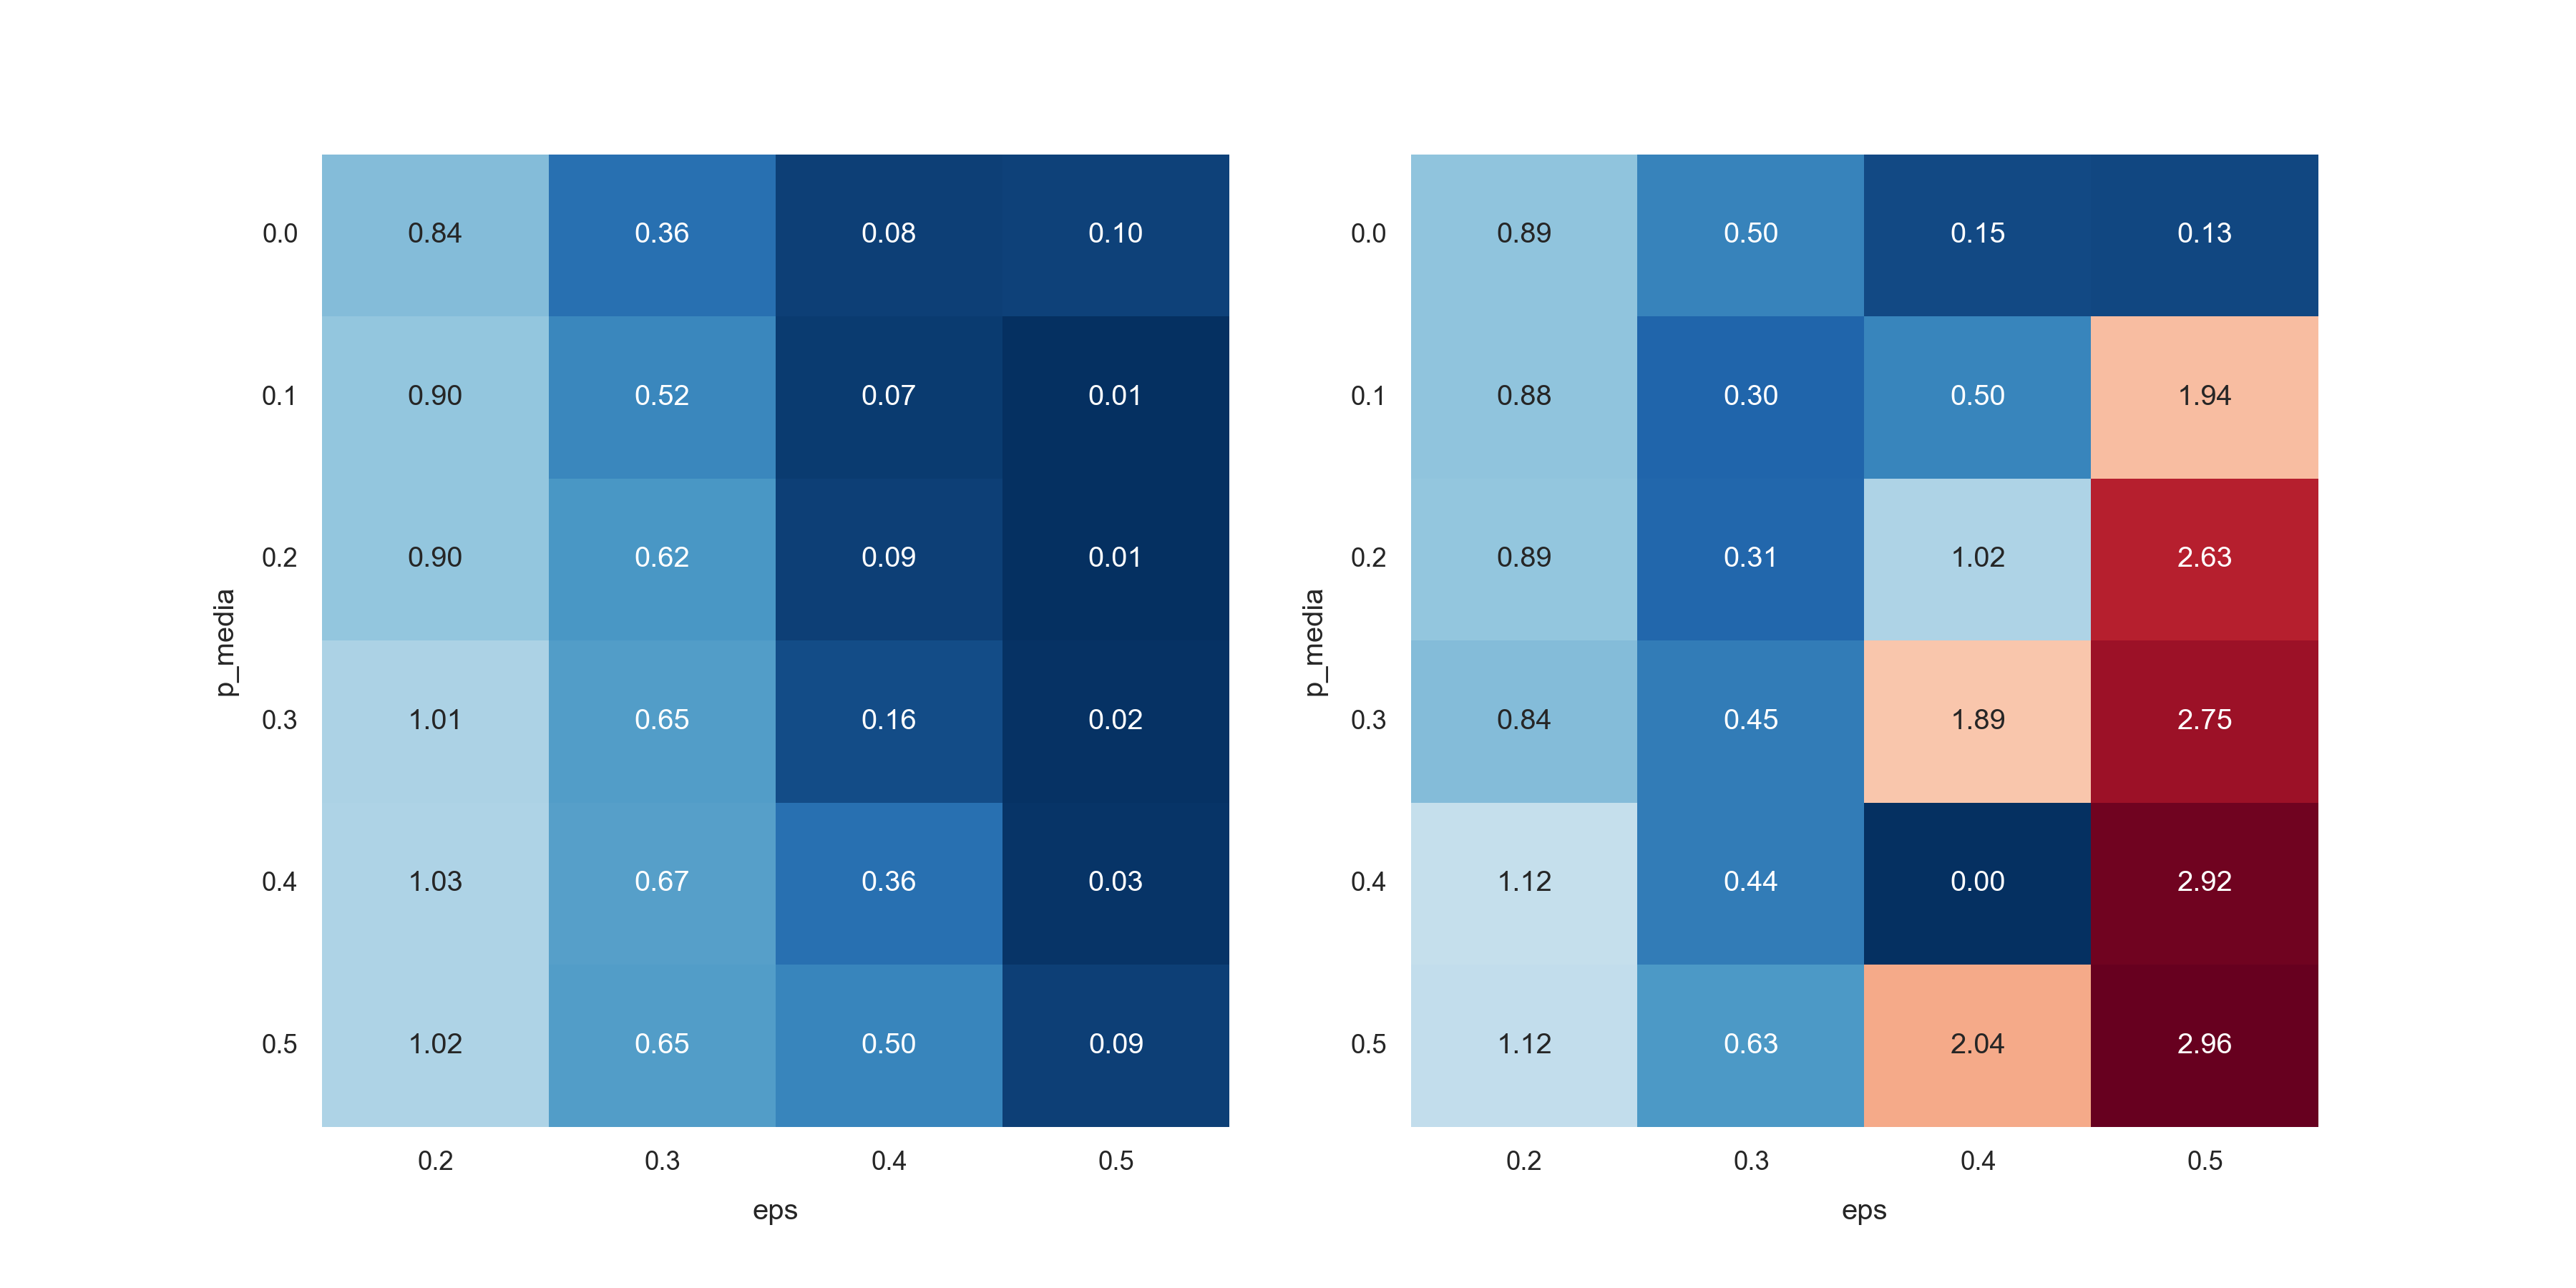 0.0 0.84 0.36 0.08 0.10
0.1 0.90 0.52 0.07 0.01
0.2 0.90 0.62 0.09 0.01
0.3 1.01 0.65 0.16 0.02
0.4 1.03 0.67 0.36 0.03
0.5 1.02 0.65 0.50 0.09
p_media
0.2 0.3 0.4 0.5
eps
0.0 0.89 0.50 0.15 0.13
0.1 0.88 0.30 0.50 1.94
0.2 0.89 0.31 1.02 2.63
0.3 0.84 0.45 1.89 2.75
0.4 1.12 0.44 0.00 2.92
0.5 1.12 0.63 2.04 2.96
p_media
0.2 0.3 0.4 0.5
eps